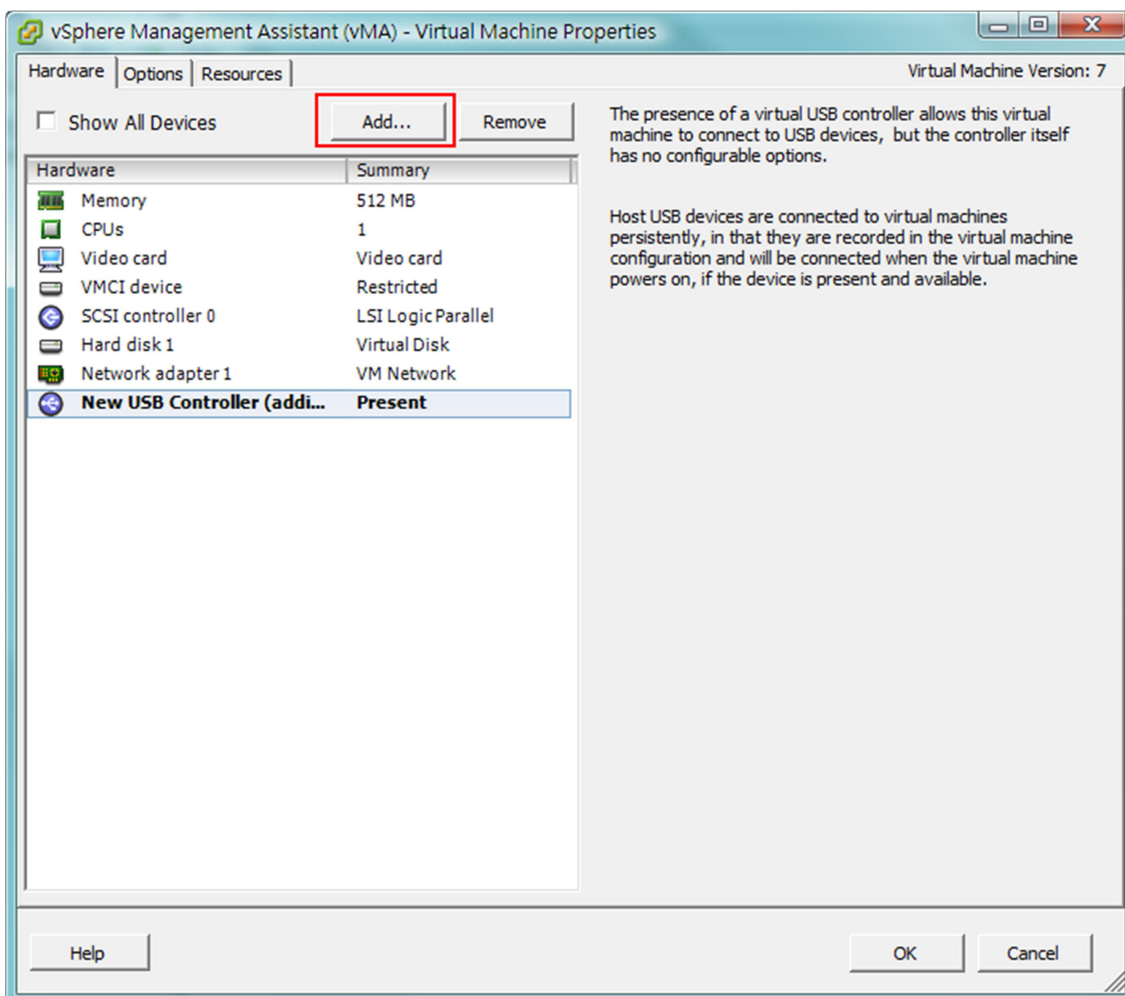 vSphere Management Assistant (vMA) - Virtual Machine Properties
Hardware Options Resources Virtual Machine Version: 7
Show All Devices Add... Remove
Hardware Summary
Memory 512 MB
CPUs 1
Video card Video card
VMCI device Restricted
SCSI controller 0 LSI Logic Parallel
Hard disk 1 Virtual Disk
Network adapter 1 VM Network
New USB Controller (addi... Present
The presence of a virtual USB controller allows this virtual
machine to connect to USB devices, but the controller itself
has no configurable options.
Host USB devices are connected to virtual machines
persistently, in that they are recorded in the virtual machine
configuration and will be connected when the virtual machine
powers on, if the device is present and available.
Help OK Cancel